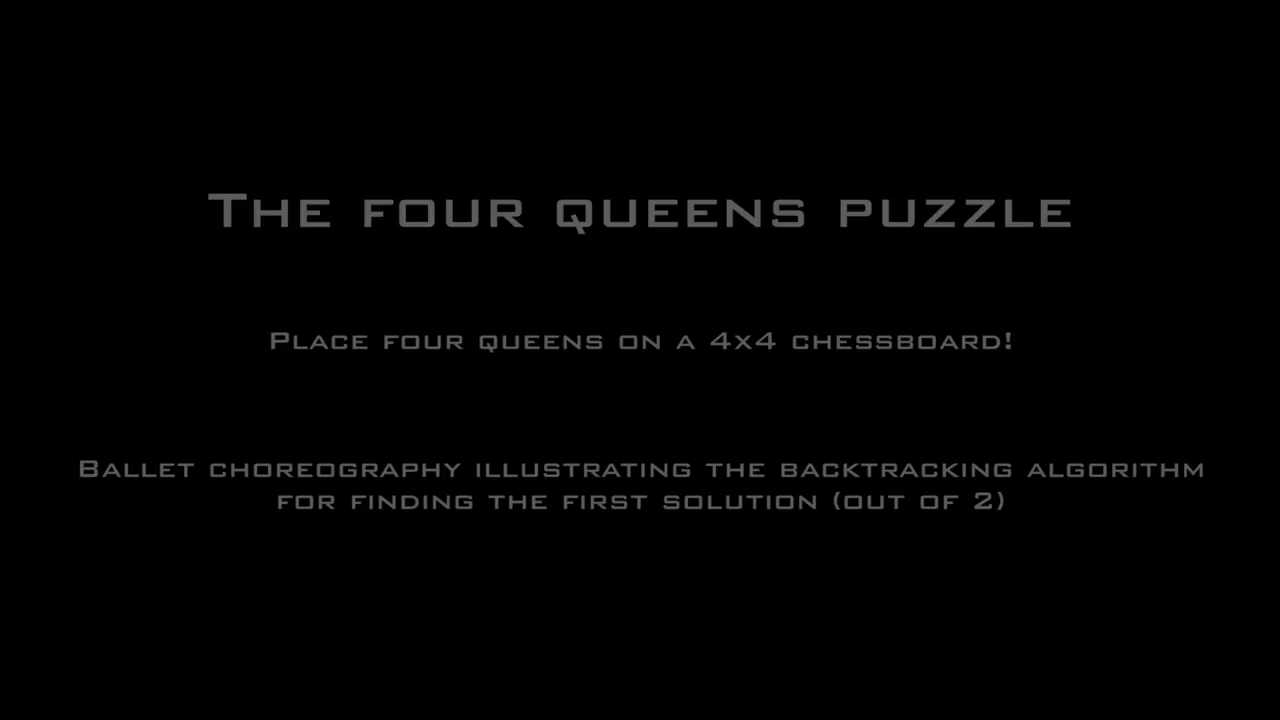 The four queens puzzle
Place four queens on a 4x4 chessboard!
Ballet choreography illustrating the backtracking algorithm
for finding the first solution (out of 2)